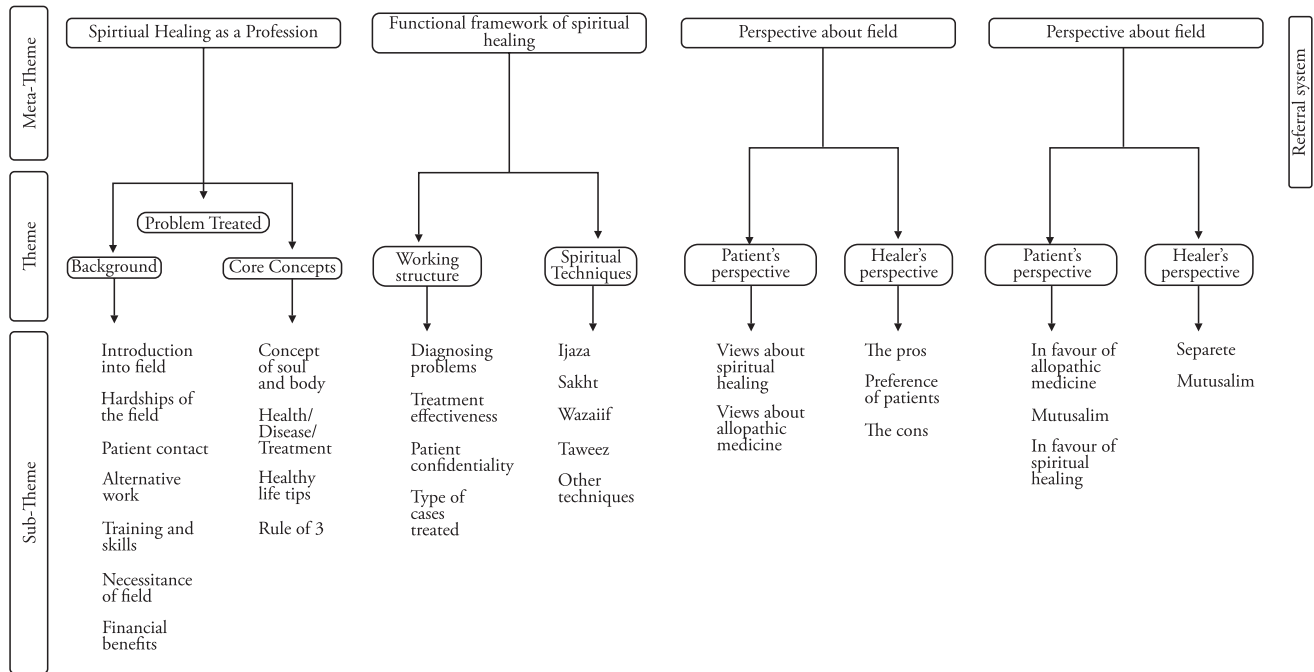 Meta-Theme
Spirtiual Healing as a Profession
Functional framework of spiritual
healing
Perspective about field
Perspective about field
Referral system
Theme
Problem Treated
Background
Core Concepts
Working
structure
Spiritual
Techniques
Patient's
perspective
Healer's
perspective
Patient's
perspective
Healer's
perspective
Sub-Theme
Introduction
into field
Hardships of
the field
Patient contact
Alternative
work
Training and
skills
Necessitance
of field
Financial
benefits
Concept
of soul
and body
Health/
Disease/
Treatment
Healthy
life tips
Rule of 3
Diagnosing
problems
Treatment
effectiveness
Patient
confidentiality
Type of
cases
treated
Ijaza
Sakht
Wazaiif
Taweez
Other
techniques
Views about
spiritual
healing
Views about
allopathic
medicine
The pros
Preference
of patients
The cons
In favour of
allopathic
medicine
Mutusalim
In favour of
spiritual
healing
Separete
Mutusalim